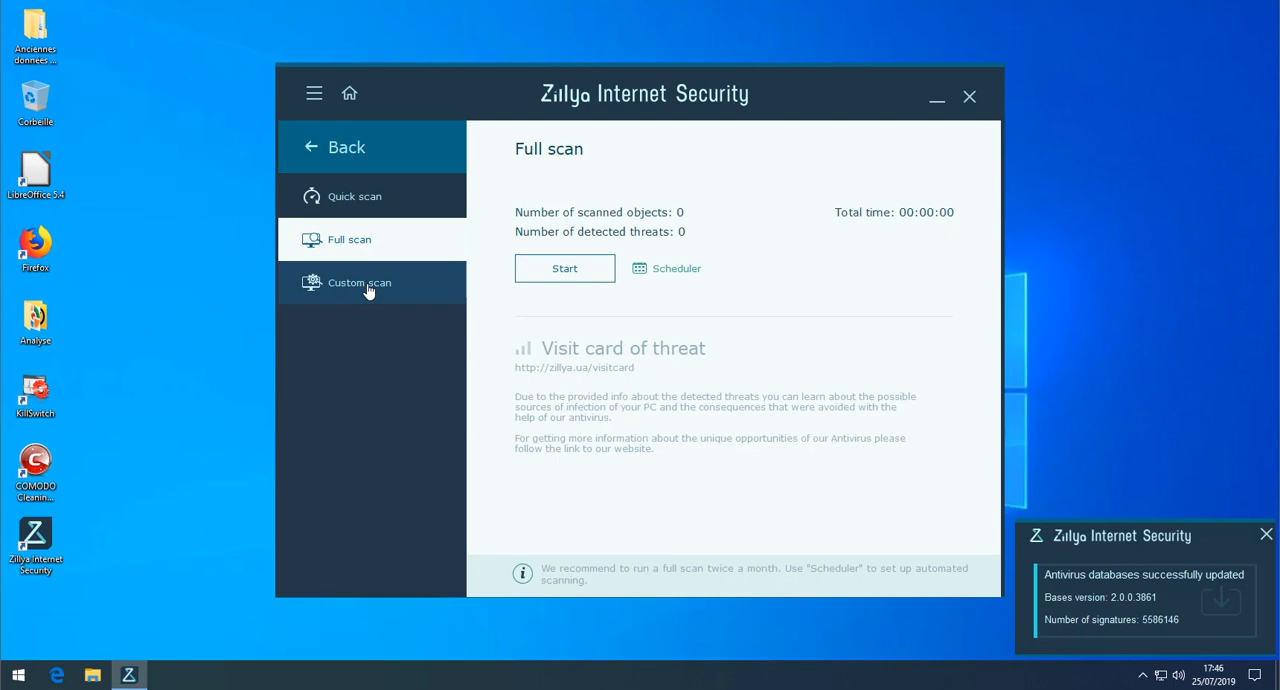 Anciennes
données ...
Corbeille
LibreOffice 5.4
Firefox
Analyse
KillSwitch
COMODO
Cleanin...
Zillya Internet
Security
Zillya Internet Security
Back
Quick scan
Full scan
Custom scan
Full scan
Number of scanned objects: 0
Total time: 00:00:00
Number of detected threats: 0
Start
Scheduler
Visit card of threat
http://zillya.ua/visitcard
Due to the provided info about the detected threats you can learn about the possible
sources of infection of your PC and the consequences that were avoided with the
help of our antivirus.
For getting more information about the unique opportunities of our Antivirus please
follow the link to our website.
We recommend to run a full scan twice a month. Use "Scheduler" to set up automated
scanning.
Zillya Internet Security
Antivirus databases successfully updated
Bases version: 2.0.0.3861
Number of signatures: 5586146
17:46
25/07/2019